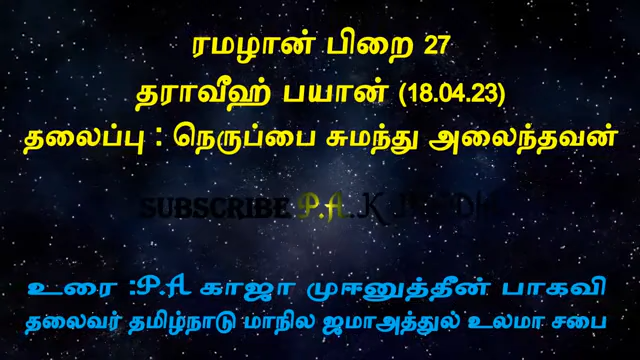 ரமழான் பிறை 27
தராவீஹ் பயான் (18.04.23)
தலைப்பு : நெருப்பை சுமந்து அலைந்தவன்
SUBSCRIBE P.A.K
உரை :P.A காஜா முஈனுத்தீன் பாகவி
தலைவர் தமிழ்நாடு மாநில ஜமாஅத்துல் உலமா சபை